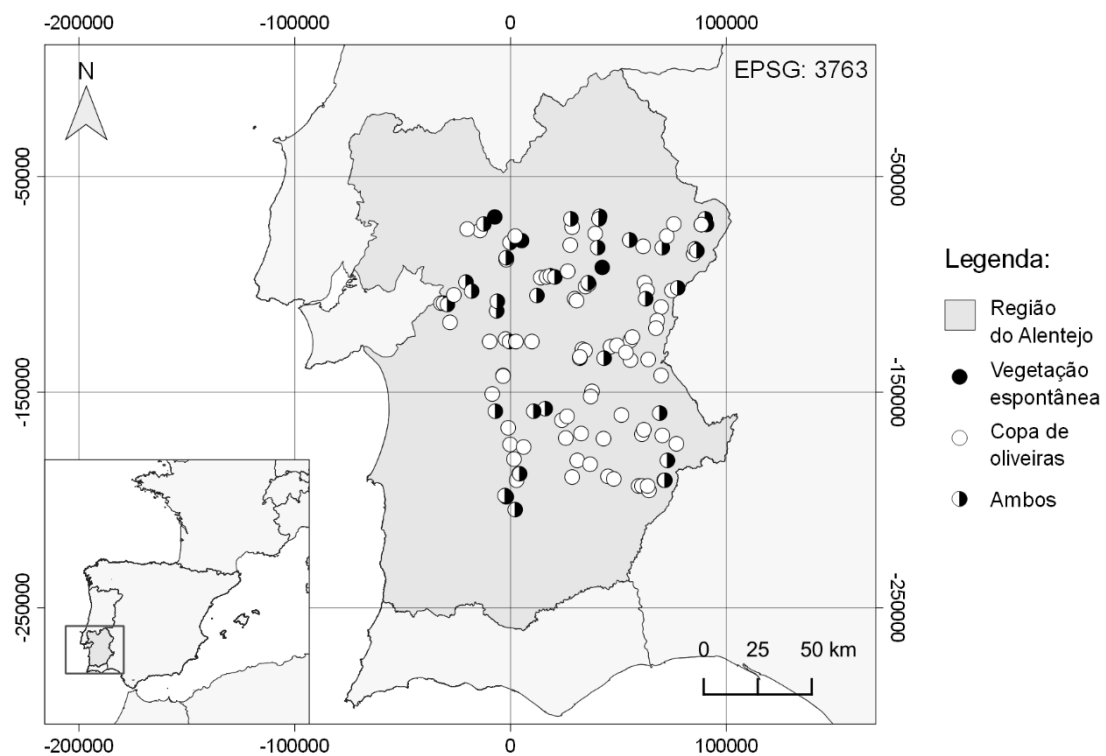 -200000 -100000 0 100000
N
EPSG: 3763
-50000
-150000
-250000
-50000
-150000
-250000
0 25 50 km
-200000 -100000 0 100000
Legenda:
Região
do Alentejo
Vegetação
espontânea
Copa de
oliveiras
Ambos